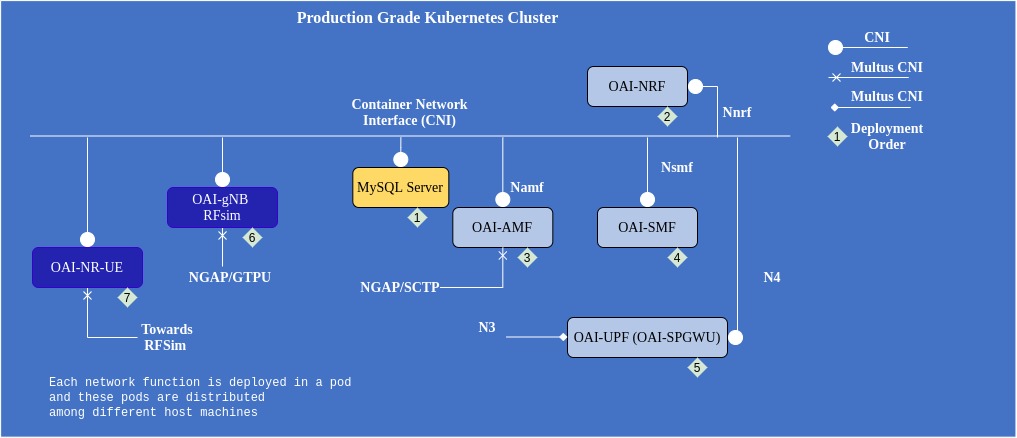 Production Grade Kubernetes Cluster
CNI
Multus CNI
Multus CNI
1
Deployment
Order
OAI-NRF
2
Nnrf
Container Network
Interface (CNI)
MySQL Server
1
Namf
OAI-AMF
3
NGAP/SCTP
Nsmf
OAI-SMF
4
OAI-gNB
RFsim
6
NGAP/GTPU
OAI-NR-UE
7
Towards
RFSim
N4
N3
OAI-UPF (OAI-SPGWU)
5
Each network function is deployed in a pod
and these pods are distributed
among different host machines